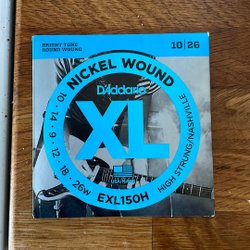 BRIGHT TONE
ROUND WOUND
10|26
NICKEL WOUND
D'Addario
XL
10·14·9·12·18·26w
EXL150H
HIGH STRUNG/NASHVILLE